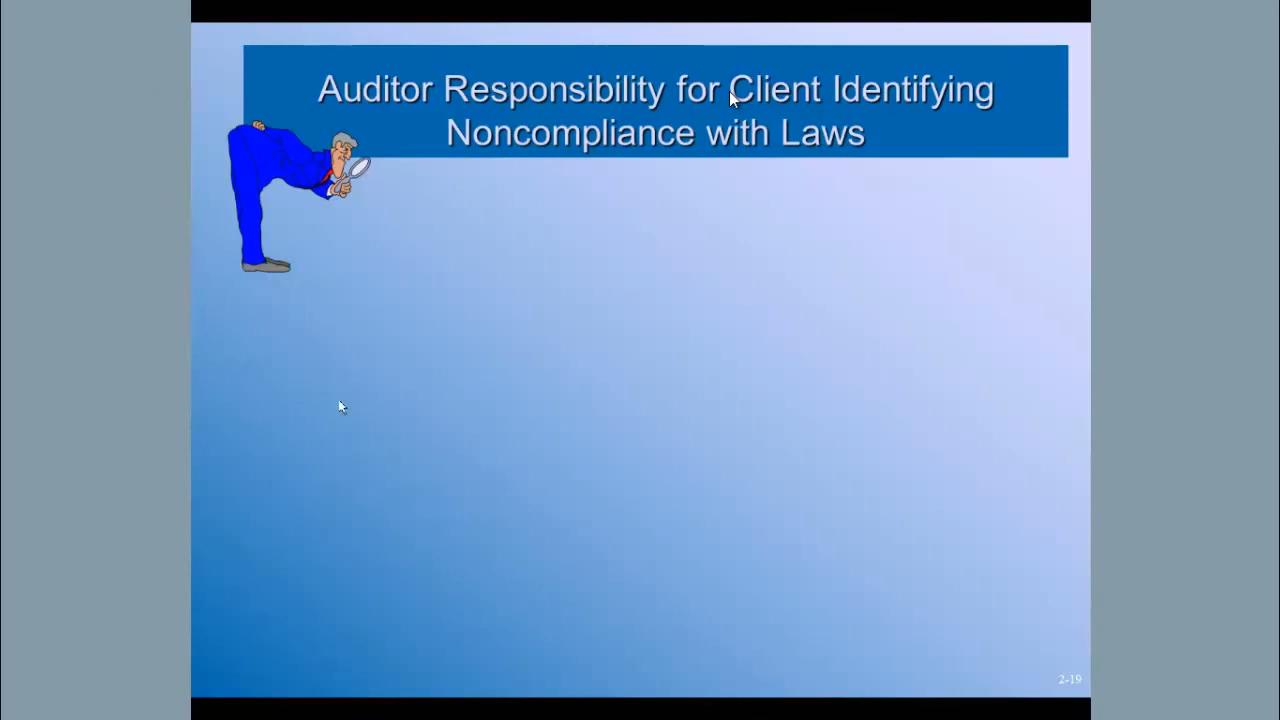 Auditor Responsibility for Client Identifying
Noncompliance with Laws
2-19